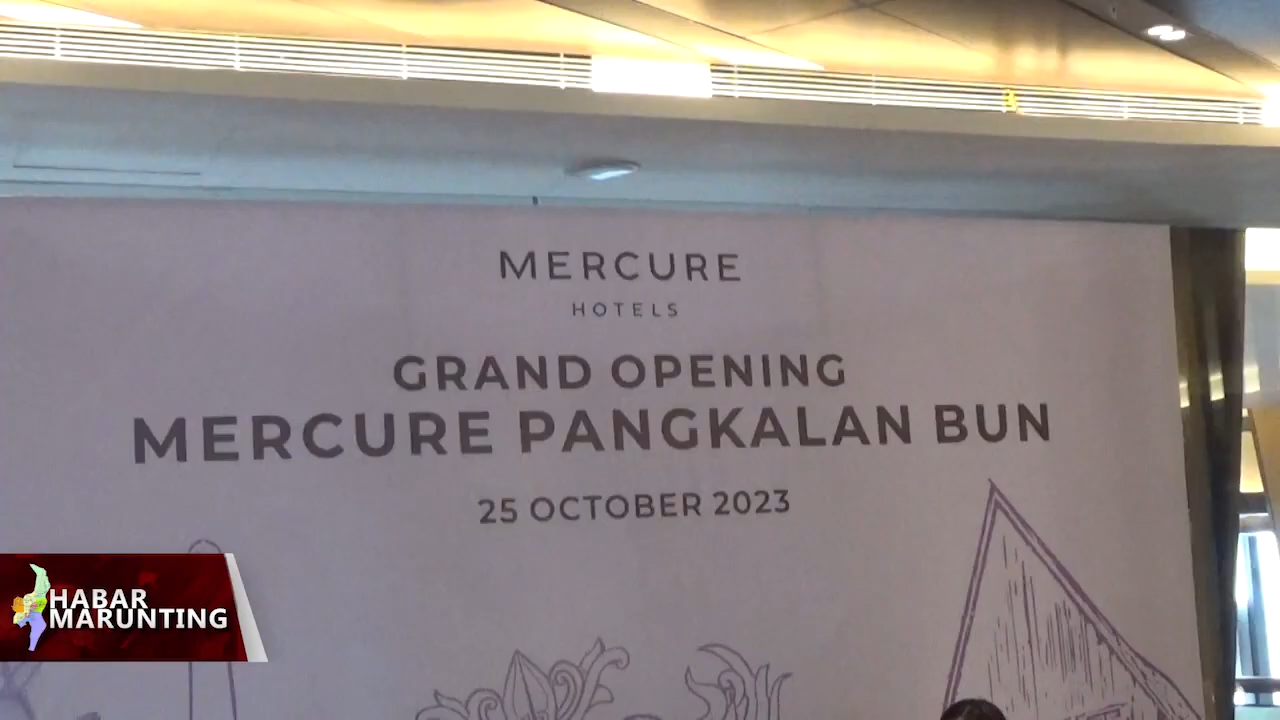 MERCURE
HOTELS
GRAND OPENING
MERCURE PANGKALAN BUN
25 OCTOBER 2023
HABAR
MARUNTING